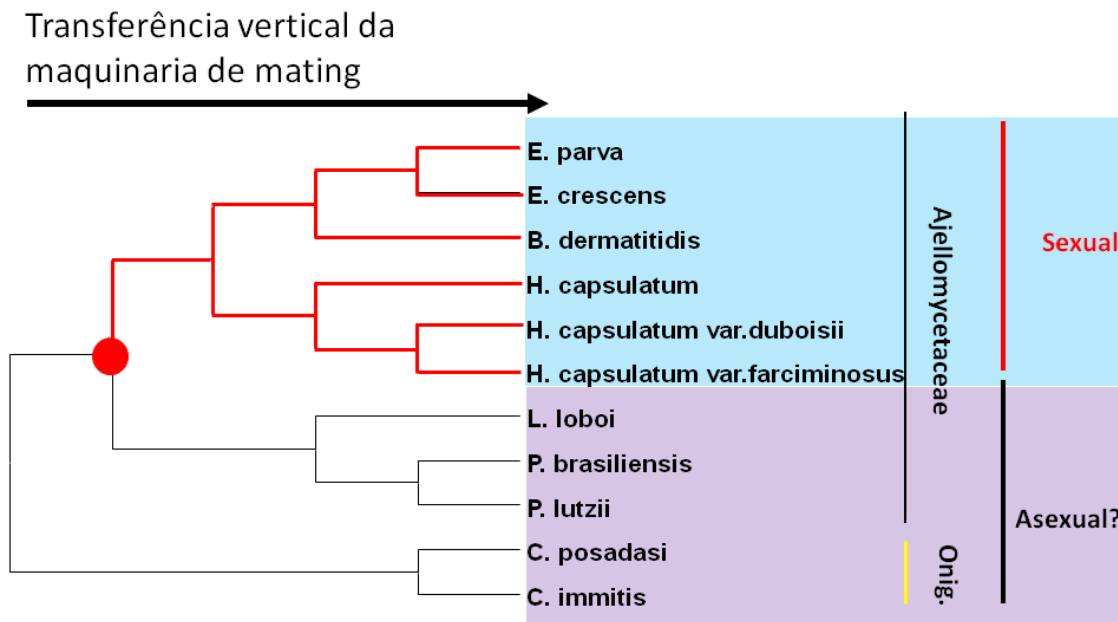 Transferência vertical da
maquinaria de mating
E. parva
E. crescens
B. dermatitidis
H. capsulatum
H. capsulatum var.duboisii
H. capsulatum var.farciminosus
L. loboi
P. brasiliensis
P. lutzii
C. posadasi
C. immitis
Ajellomycetaceae
Onig.
Sexual
Asexual?